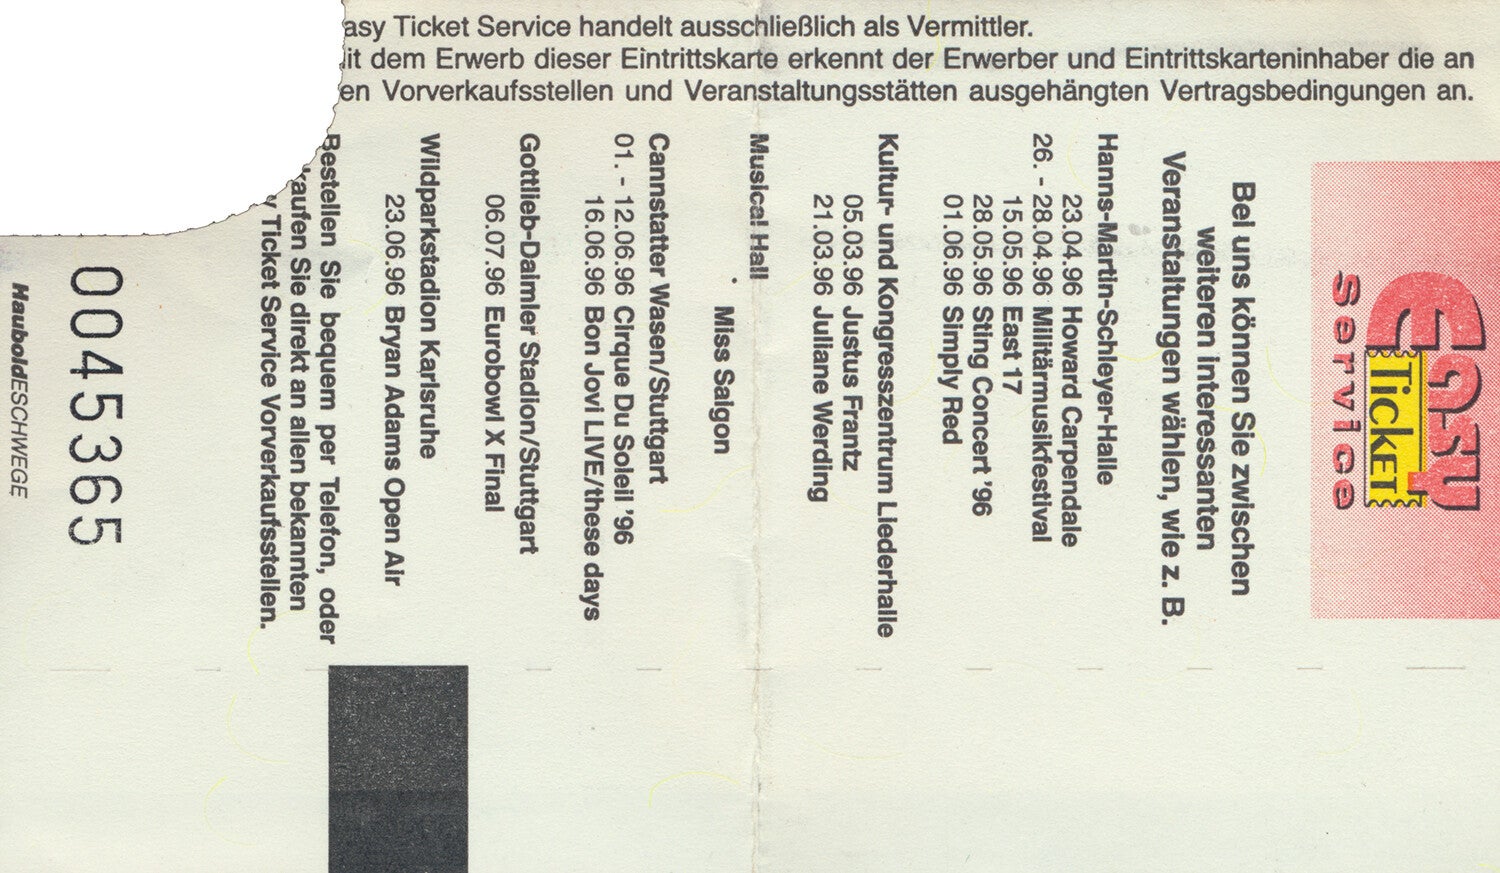 asy Ticket Service handelt ausschließlich als Vermittler.
it dem Erwerb dieser Eintrittskarte erkennt der Erwerber und Eintrittskarteninhaber die an
en Vorverkaufsstellen und Veranstaltungsstätten ausgehängten Vertragsbedingungen an.
Easy
Ticket
Service
Bei uns können Sie zwischen
weiteren interessanten
Veranstaltungen wählen, wie z. B.
Hanns-Martin-Schleyer-Halle
23.04.96 Howard Carpendale
26. - 28.04.96 Militärmusikfestival
15.05.96 East 17
28.05.96 Sting Concert '96
01.06.96 Simply Red
Kultur- und Kongresszentrum Liederhalle
05.03.96 Justus Frantz
21.03.96 Juliane Werding
Musical Hall
Miss Saigon
Cannstatter Wasen/Stuttgart
01. - 12.06.96 Cirque Du Soleil '96
16.06.96 Bon Jovi LIVE/these days
Gottlieb-Daimler Stadion/Stuttgart
06.07.96 Eurobowl X Final
Wildparkstadion Karlsruhe
23.06.96 Bryan Adams Open Air
Bestellen Sie bequem per Telefon, oder
kaufen Sie direkt an allen bekannten
y Ticket Service Vorverkaufsstellen.
0045365
HauboldESCHWEGE